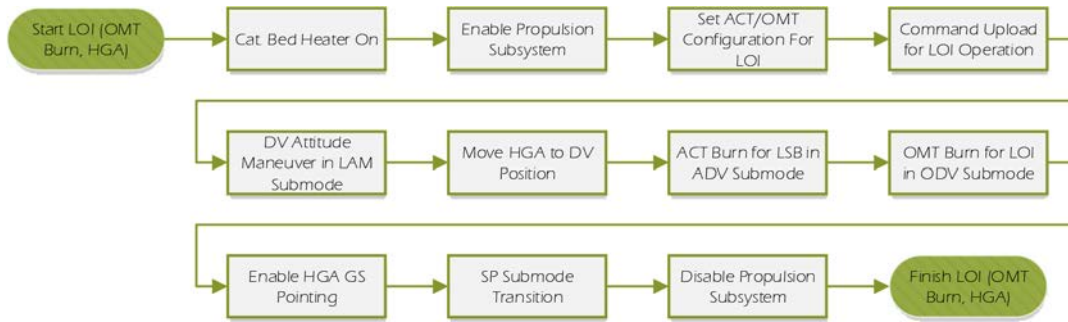 Start LOI (OMT
Burn, HGA)
Cat. Bed Heater On
Enable Propulsion
Subsystem
Set ACT/OMT
Configuration For
LOI
Command Upload
for LOI Operation
DV Attitude
Maneuver in LAM
Submode
Move HGA to DV
Position
ACT Burn for LSB in
ADV Submode
OMT Burn for LOI
in ODV Submode
Enable HGA GS
Pointing
SP Submode
Transition
Disable Propulsion
Subsystem
Finish LOI (OMT
Burn, HGA)